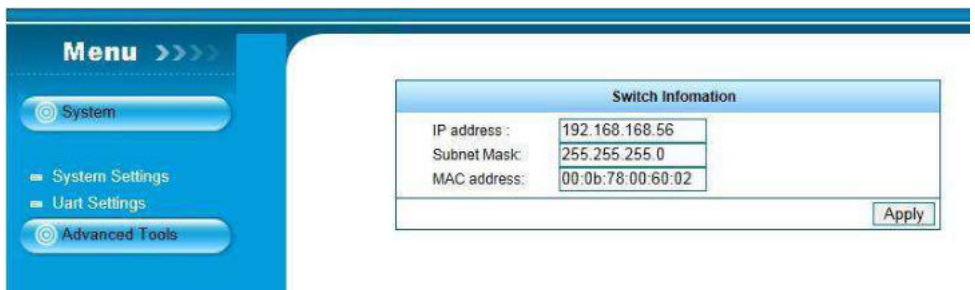 Menu >>>>
System
System Settings
Uart Settings
Advanced Tools
Switch Infomation
IP address : 192.168.168.56
Subnet Mask: 255.255.255.0
MAC address: 00:0b:78:00:60:02
Apply